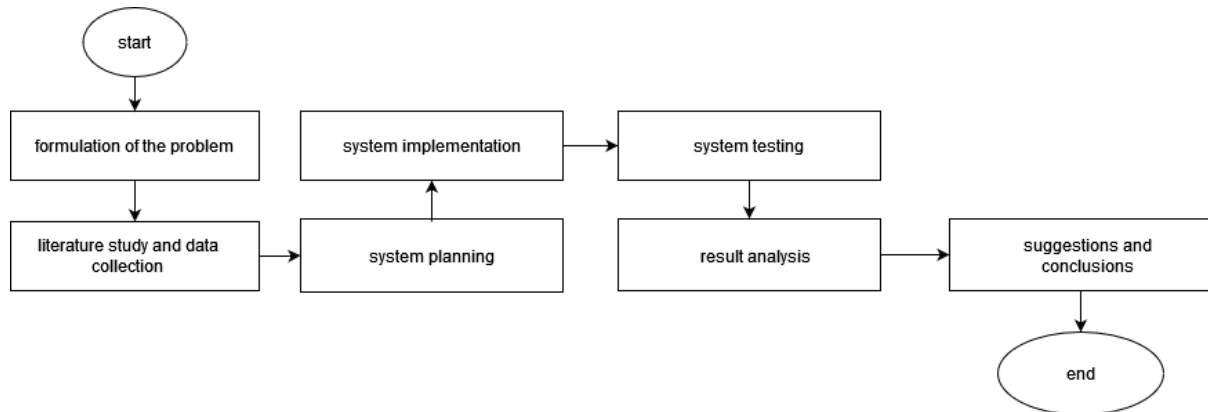 start
formulation of the problem
literature study and data
collection
system planning
system implementation
system testing
result analysis
suggestions and
conclusions
end